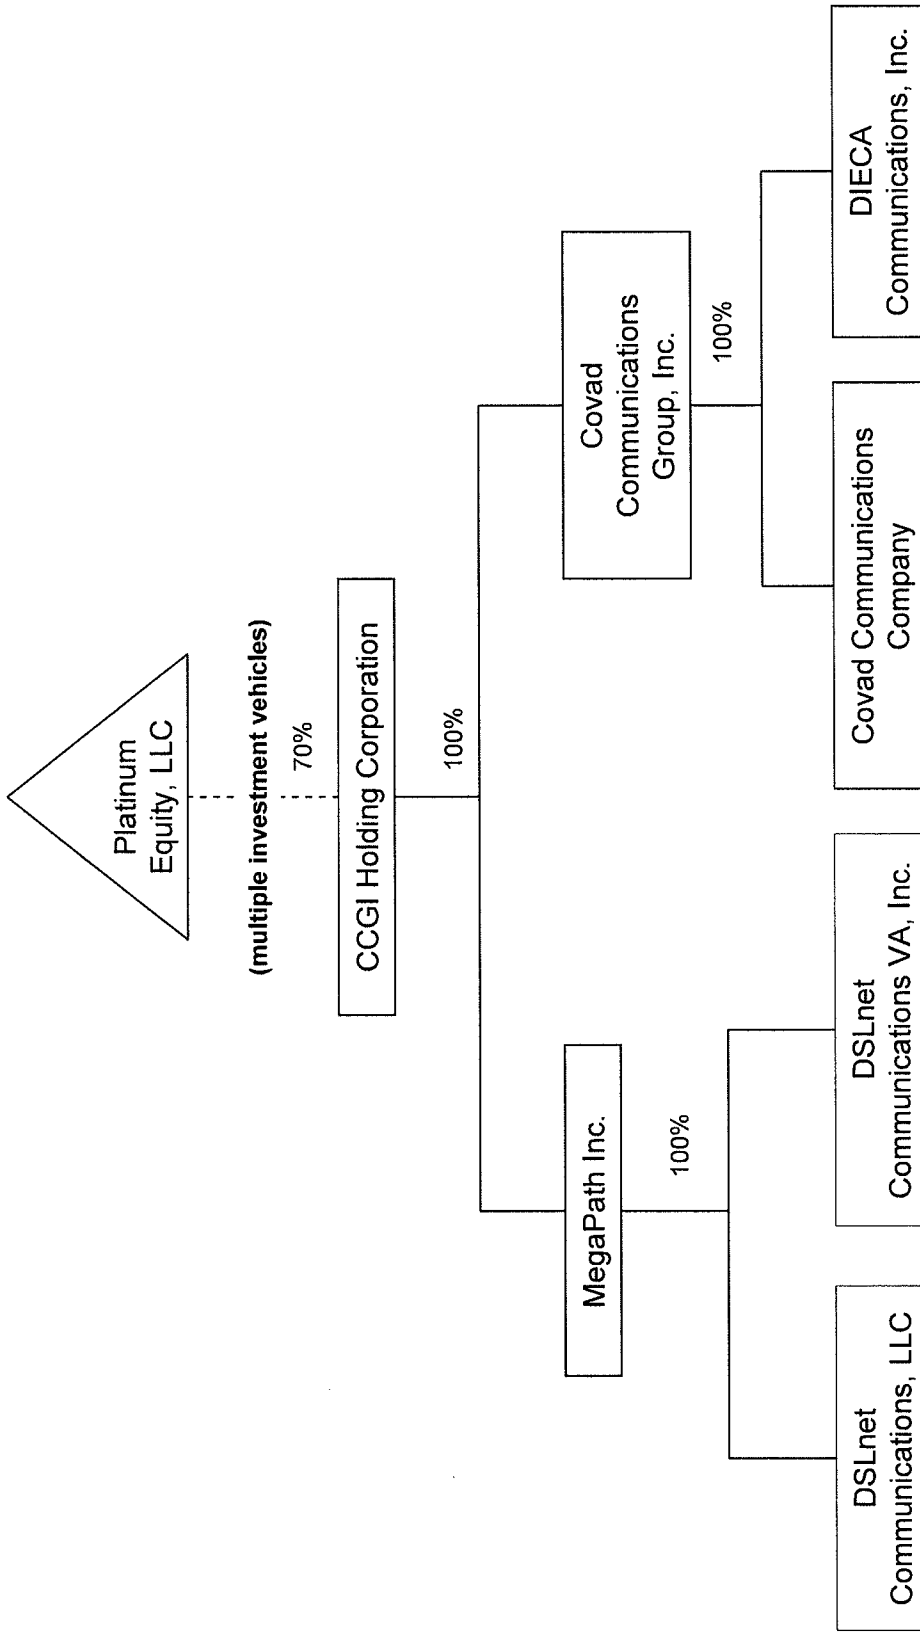 Platinum
Equity, LLC
(multiple investment vehicles)
70%
CCGI Holding Corporation
100%
MegaPath Inc.
100%
Covad
Communications
Group, Inc.
100%
DSLnet
Communications, LLC
DSLnet
Communications VA, Inc.
Covad Communications
Company
DIECA
Communications, Inc.